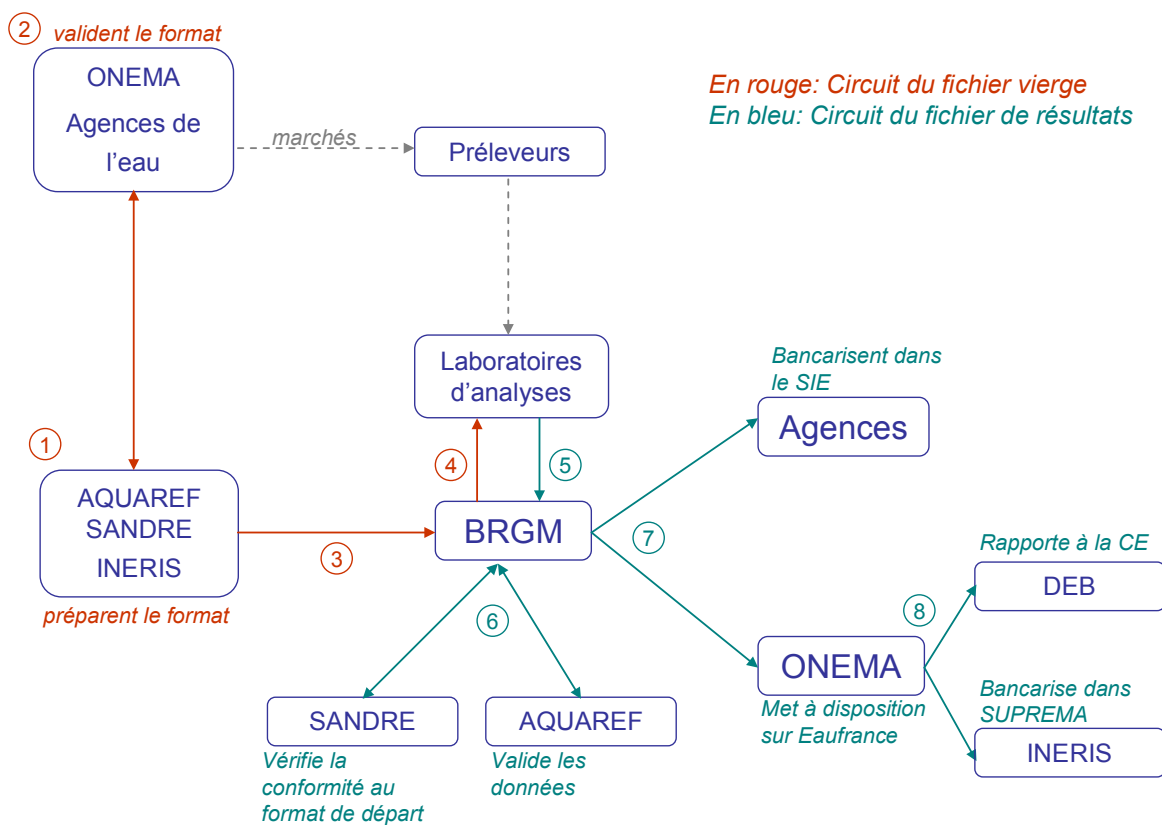 2
valident le format
ONEMA
Agences de
l'eau
marchés
Préleveurs
En rouge: Circuit du fichier vierge
En bleu: Circuit du fichier de résultats
Laboratoires
d'analyses
Bancarisent dans
le SIE
Agences
1
AQUAREF
SANDRE
INERIS
préparent le format
3
4
5
BRGM
7
6
SANDRE
Vérifie la
conformité au
format de départ
AQUAREF
Valide les
données
ONEMA
Met à disposition
sur Eaufrance
8
Rapporte à la CE
DEB
Bancarise dans
SUPREMA
INERIS